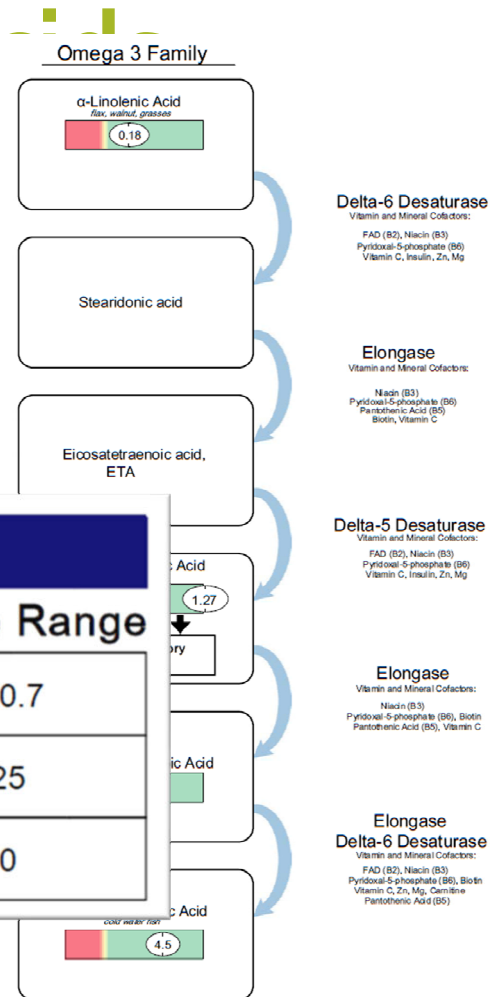 Omega 3 Family
α-Linolenic Acid
flax, walnut, grasses
0.18
Delta-6 Desaturase
Vitamin and Mineral Cofactors:
FAD (B2), Niacin (B3)
Pyridoxal-5-phosphate (B6)
Vitamin C, Insulin, Zn, Mg
Stearidonic acid
Elongase
Vitamin and Mineral Cofactors:
Niacin (B3)
Pyridoxal-5-phosphate (B6)
Pantothenic Acid (B5)
Biotin, Vitamin C
Eicosatetraenoic acid,
ETA
Delta-5 Desaturase
Vitamin and Mineral Cofactors:
FAD (B2), Niacin (B3)
Pyridoxal-5-phosphate (B6)
Vitamin C, Insulin, Zn, Mg
Acid
1.27
Range
0.7
25
0
Elongase
Vitamin and Mineral Cofactors:
Niacin (B3)
Pyridoxal-5-phosphate (B6), Biotin
Pantothenic Acid (B5), Vitamin C
ic Acid
Elongase
Delta-6 Desaturase
Vitamin and Mineral Cofactors:
FAD (B2), Niacin (B3)
Pyridoxal-5-phosphate (B6), Biotin
Vitamin C, Zn, Mg, Carnitine
Pantothenic Acid (B5)
c Acid
cold water fish
4.5